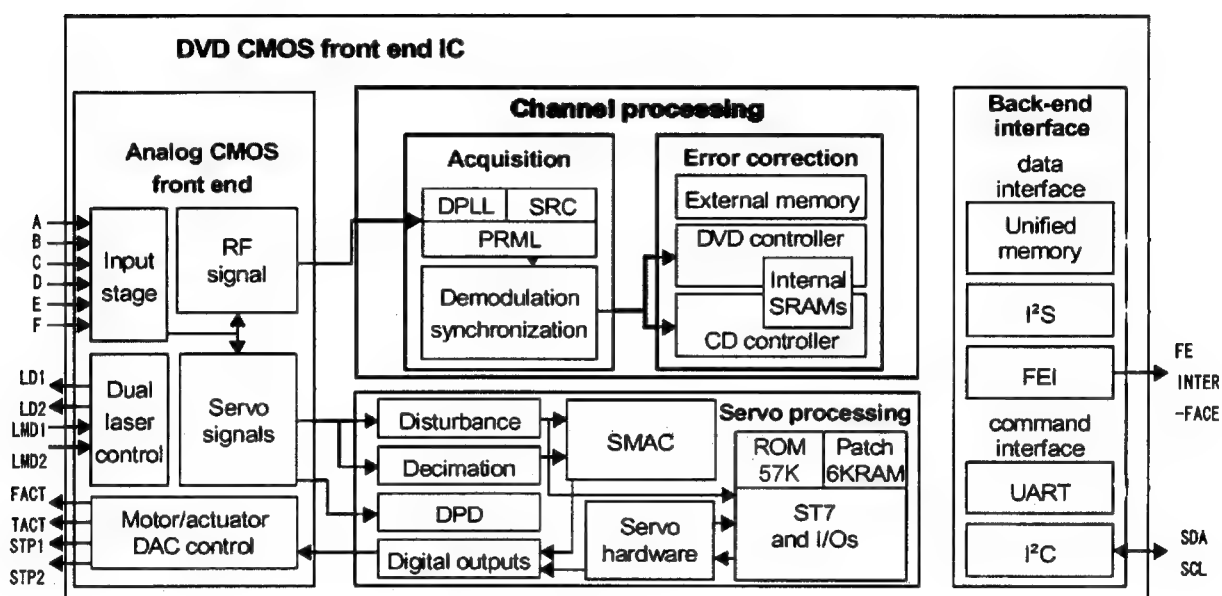 DVD CMOS front end IC
Analog CMOS
front end
A
B
C
D
E
F
Input
stage
RF
signal
LD1
LD2
LMD1
LMD2
Dual
laser
control
Servo
signals
FACT
TACT
STP1
STP2
Motor/actuator
DAC control
Channel processing
Acquisition
DPLL
SRC
PRML
Demodulation
synchronization
Error correction
External memory
DVD controller
Internal
SRAMs
CD controller
Servo processing
Disturbance
Decimation
DPD
Digital outputs
SMAC
Servo
hardware
ROM
57K
Patch
6KRAM
ST7
and I/Os
Back-end
interface
data
interface
Unified
memory
I²S
FEI
command
interface
UART
I²C
FE
INTER
-FACE
SDA
SCL